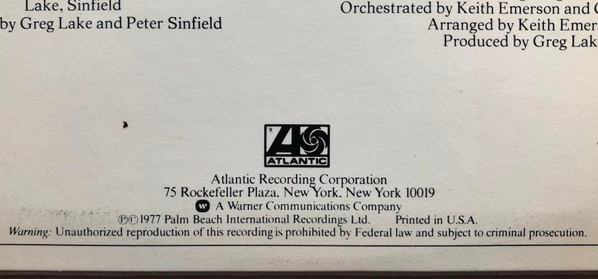 Lake, Sinfield
by Greg Lake and Peter Sinfield
Orchestrated by Keith Emerson and
Arranged by Keith Emer
Produced by Greg Lak
ATLANTIC
Atlantic Recording Corporation
75 Rockefeller Plaza, New York, New York 10019
A Warner Communications Company
ⓅⒸ1977 Palm Beach International Recordings Ltd. Printed in U.S.A.
Warning: Unauthorized reproduction of this recording is prohibited by Federal law and subject to criminal prosecution.